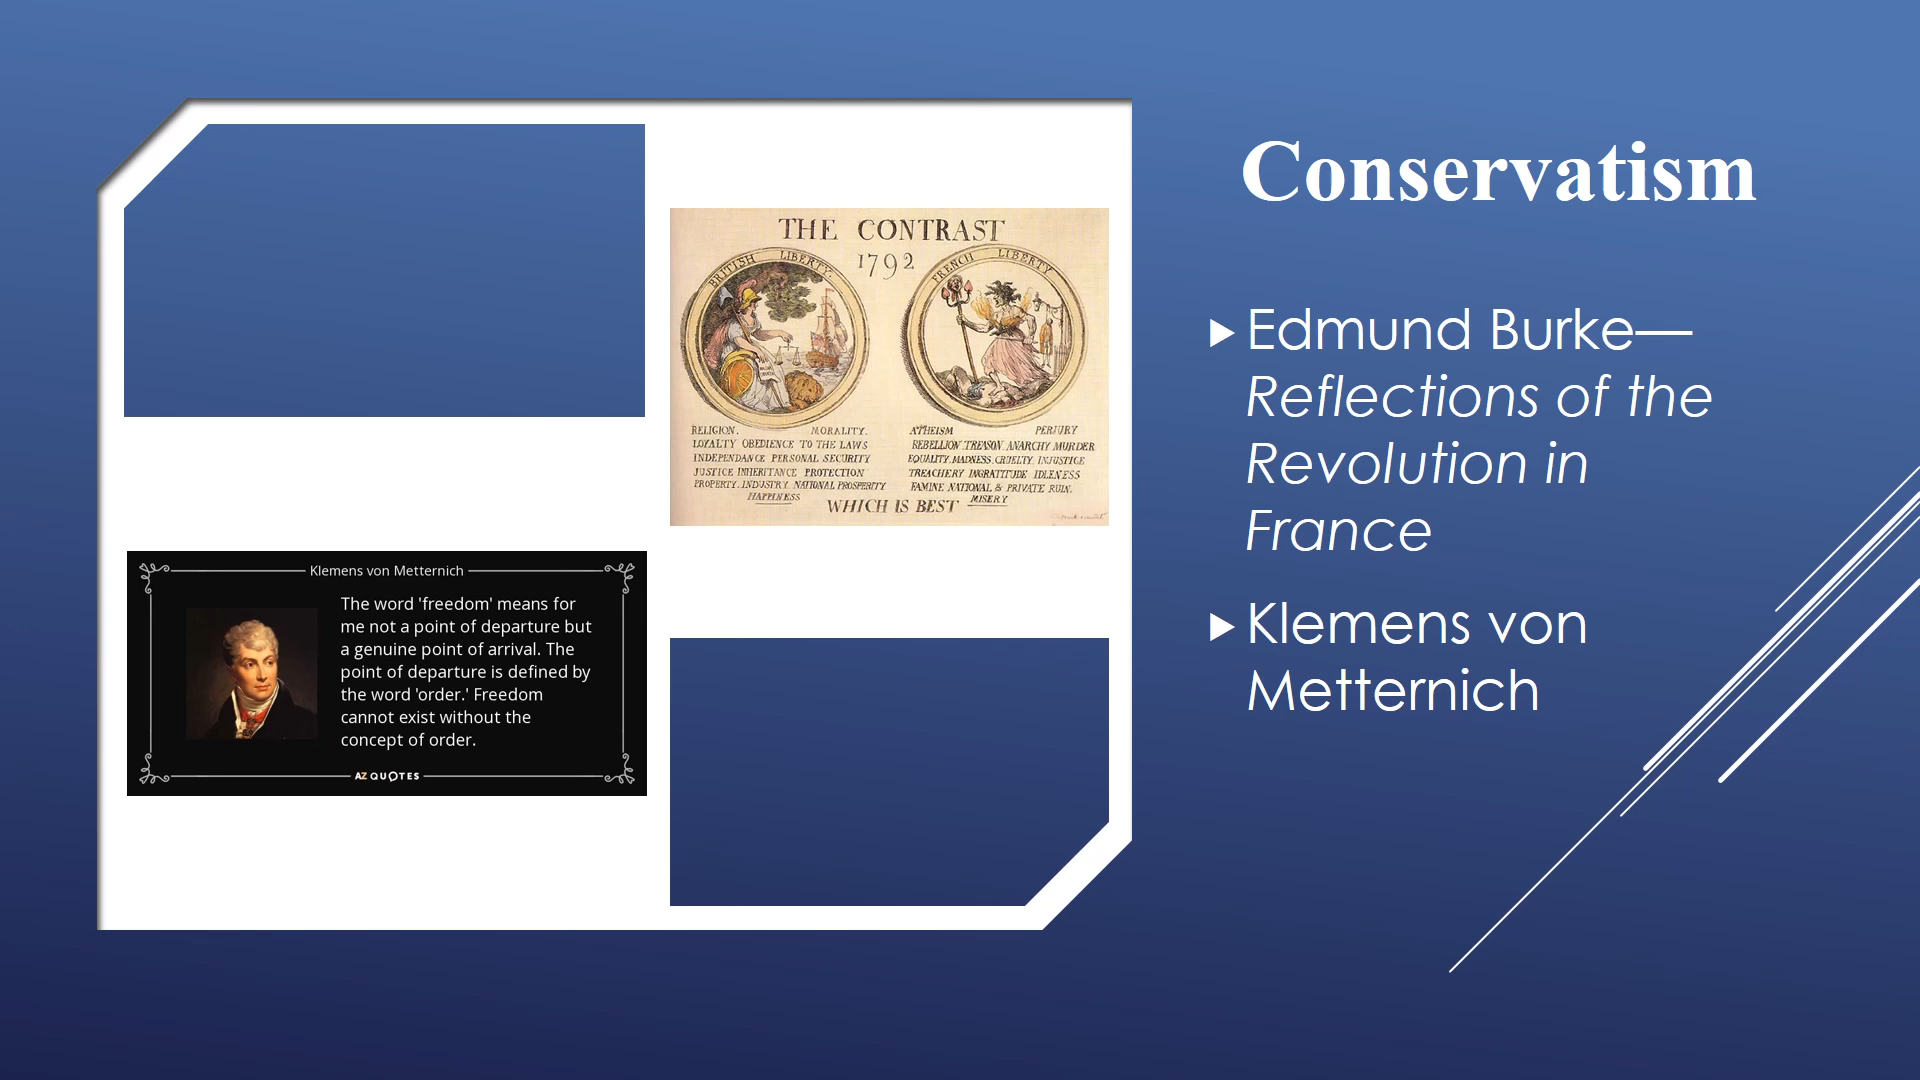 Conservatism
Edmund Burke—
Reflections of the
Revolution in
France
Klemens von
Metternich
THE CONTRAST
1792
BRITISH LIBERTY.
FRENCH LIBERTY
RELIGION. MORALITY.
LOYALTY OBEDIENCE TO THE LAWS
INDEPENDANCE PERSONAL SECURITY
JUSTICE INHERITANCE PROTECTION
PROPERTY. INDUSTRY. NATIONAL PROSPERITY
HAPPINESS
ATHEISM PERJURY
REBELLION. TREASON. ANARCHY MURDER
EQUALITY. MADNESS. CRUELTY. INJUSTICE
TREACHERY INGRATITUDE IDLENESS
FAMINE NATIONAL & PRIVATE RUIN.
MISERY
WHICH IS BEST
Klemens von Metternich
The word 'freedom' means for
me not a point of departure but
a genuine point of arrival. The
point of departure is defined by
the word 'order.' Freedom
cannot exist without the
concept of order.
AZ QUOTES